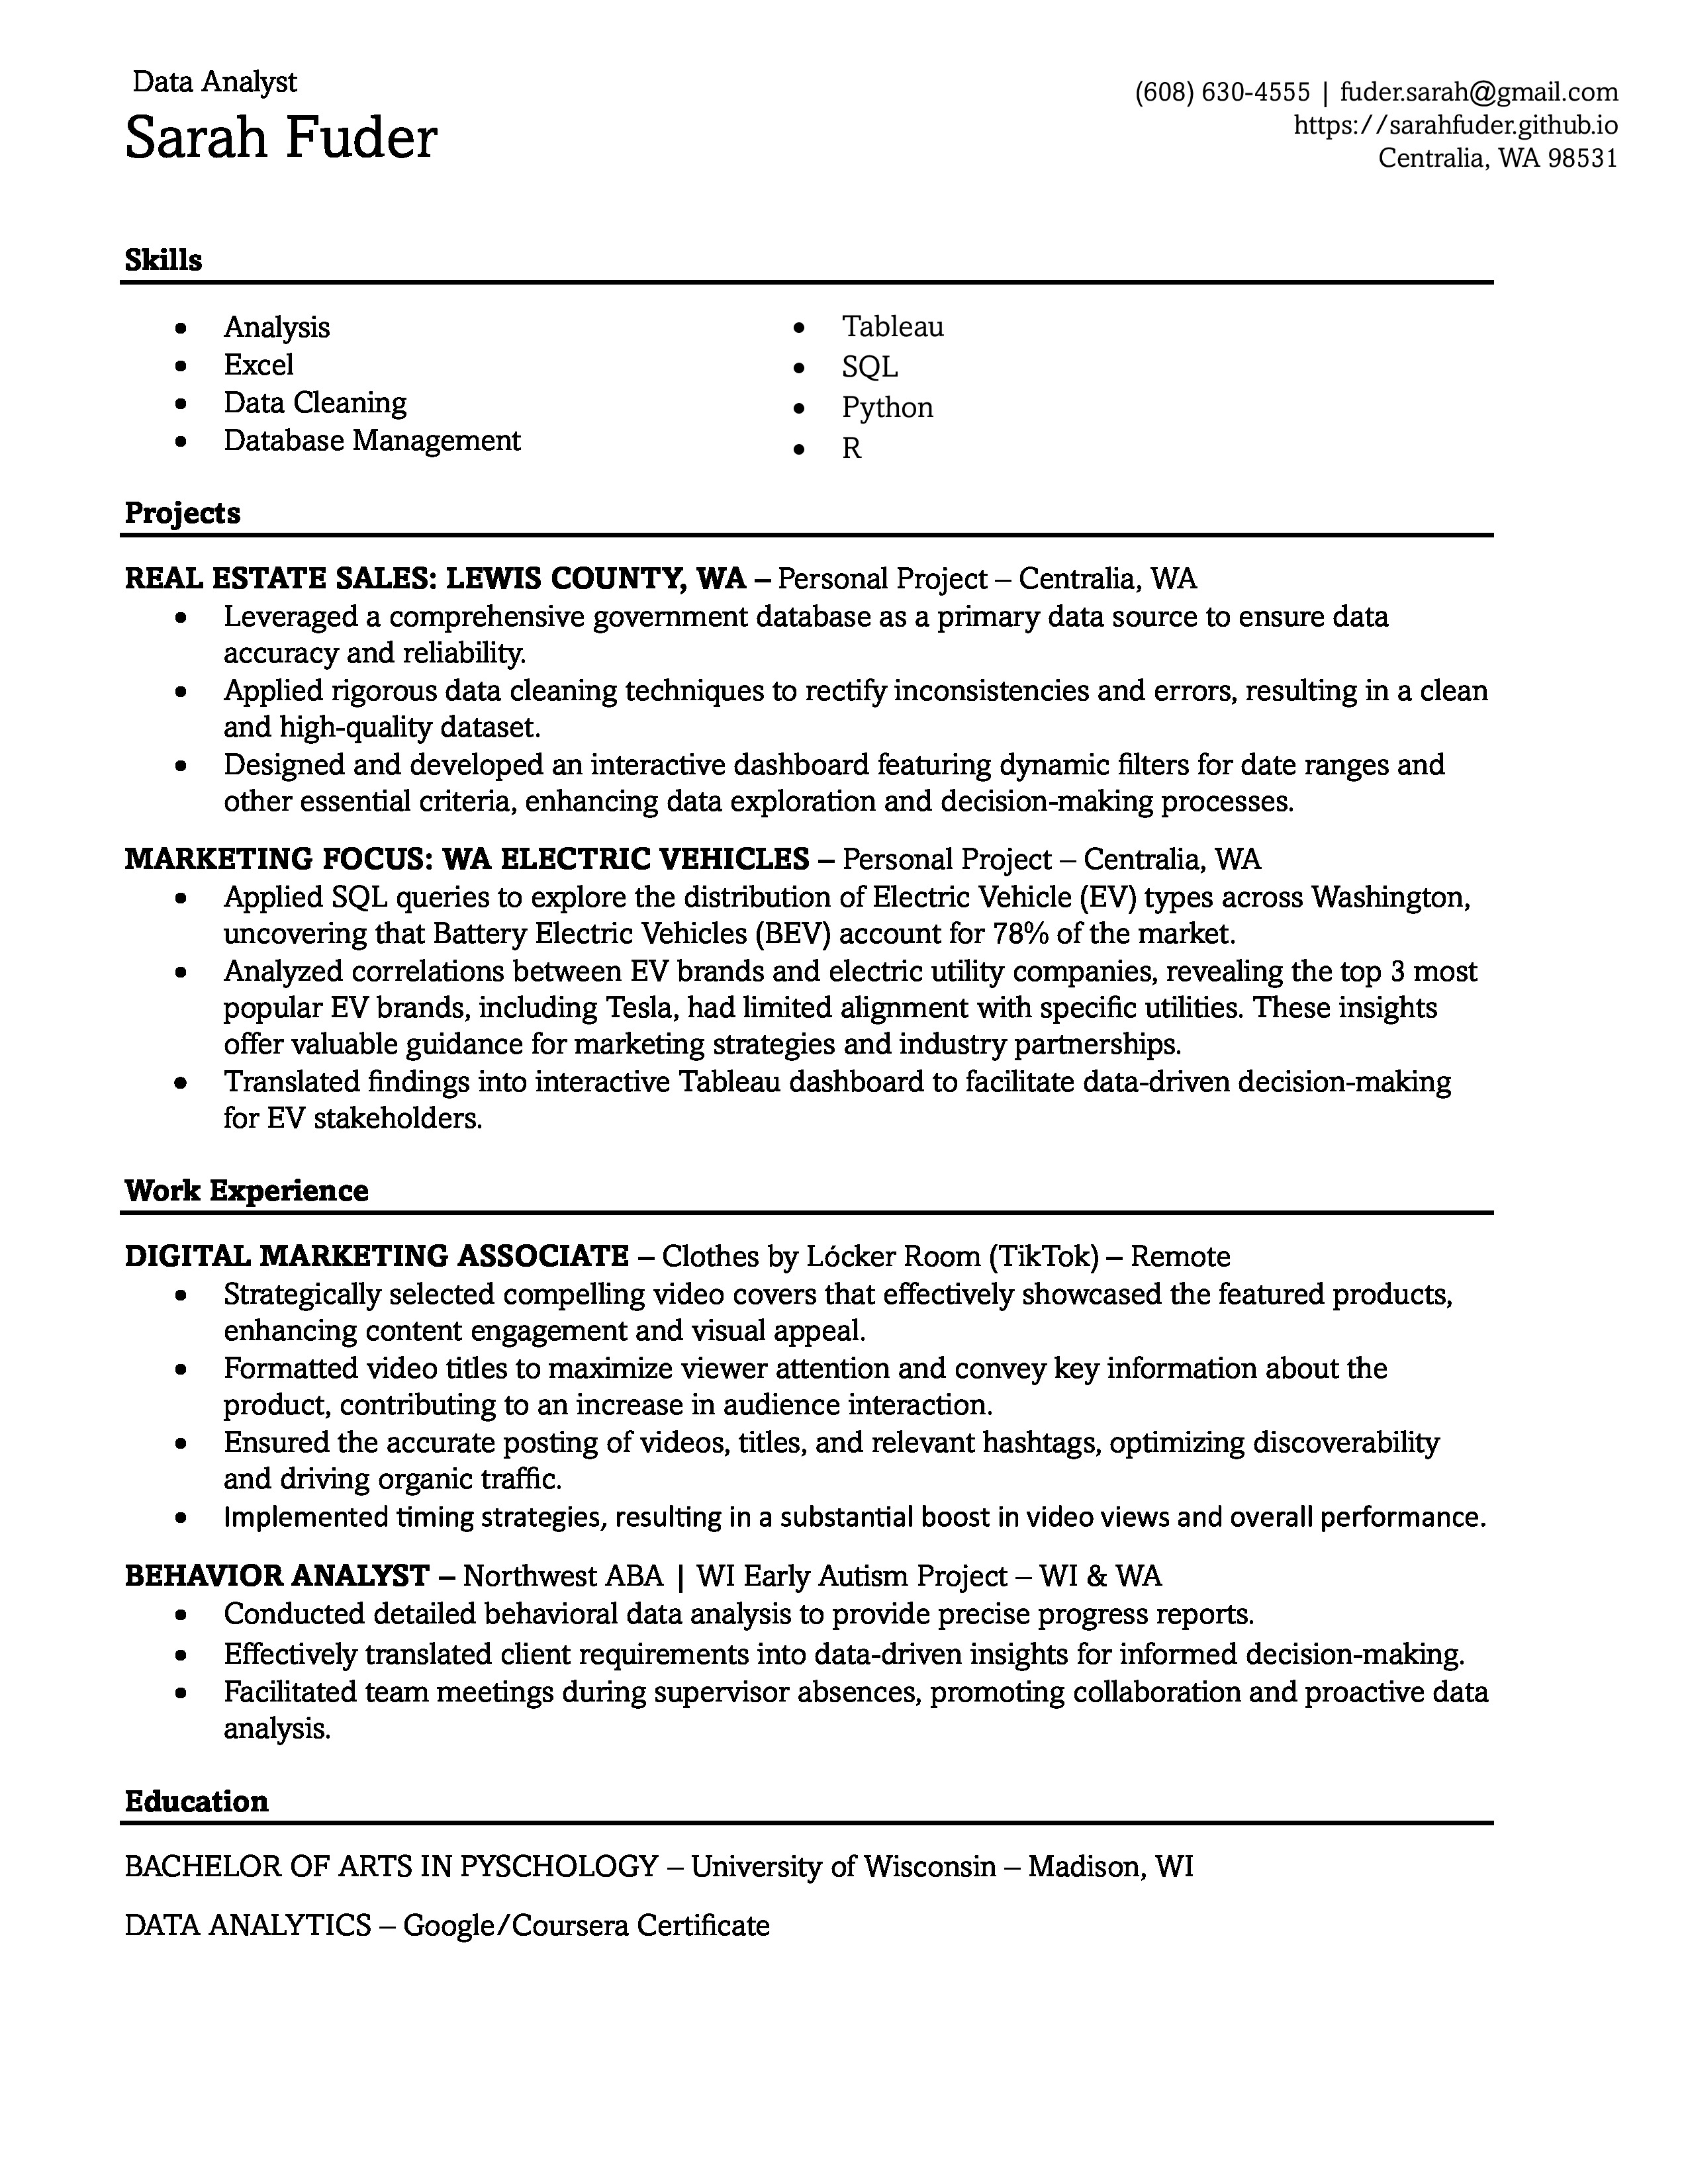 Data Analyst
Sarah Fuder
(608) 630-4555 | fuder.sarah@gmail.com
https://sarahfuder.github.io
Centralia, WA 98531
Skills
• Analysis
• Excel
• Data Cleaning
• Database Management
• Tableau
• SQL
• Python
• R
Projects
REAL ESTATE SALES: LEWIS COUNTY, WA – Personal Project – Centralia, WA
• Leveraged a comprehensive government database as a primary data source to ensure data
accuracy and reliability.
• Applied rigorous data cleaning techniques to rectify inconsistencies and errors, resulting in a clean
and high-quality dataset.
• Designed and developed an interactive dashboard featuring dynamic filters for date ranges and
other essential criteria, enhancing data exploration and decision-making processes.
MARKETING FOCUS: WA ELECTRIC VEHICLES – Personal Project – Centralia, WA
• Applied SQL queries to explore the distribution of Electric Vehicle (EV) types across Washington,
uncovering that Battery Electric Vehicles (BEV) account for 78% of the market.
• Analyzed correlations between EV brands and electric utility companies, revealing the top 3 most
popular EV brands, including Tesla, had limited alignment with specific utilities. These insights
offer valuable guidance for marketing strategies and industry partnerships.
• Translated findings into interactive Tableau dashboard to facilitate data-driven decision-making
for EV stakeholders.
Work Experience
DIGITAL MARKETING ASSOCIATE – Clothes by Lócker Room (TikTok) – Remote
• Strategically selected compelling video covers that effectively showcased the featured products,
enhancing content engagement and visual appeal.
• Formatted video titles to maximize viewer attention and convey key information about the
product, contributing to an increase in audience interaction.
• Ensured the accurate posting of videos, titles, and relevant hashtags, optimizing discoverability
and driving organic traffic.
• Implemented timing strategies, resulting in a substantial boost in video views and overall performance.
BEHAVIOR ANALYST – Northwest ABA | WI Early Autism Project – WI & WA
• Conducted detailed behavioral data analysis to provide precise progress reports.
• Effectively translated client requirements into data-driven insights for informed decision-making.
• Facilitated team meetings during supervisor absences, promoting collaboration and proactive data
analysis.
Education
BACHELOR OF ARTS IN PYSCHOLOGY – University of Wisconsin – Madison, WI
DATA ANALYTICS – Google/Coursera Certificate